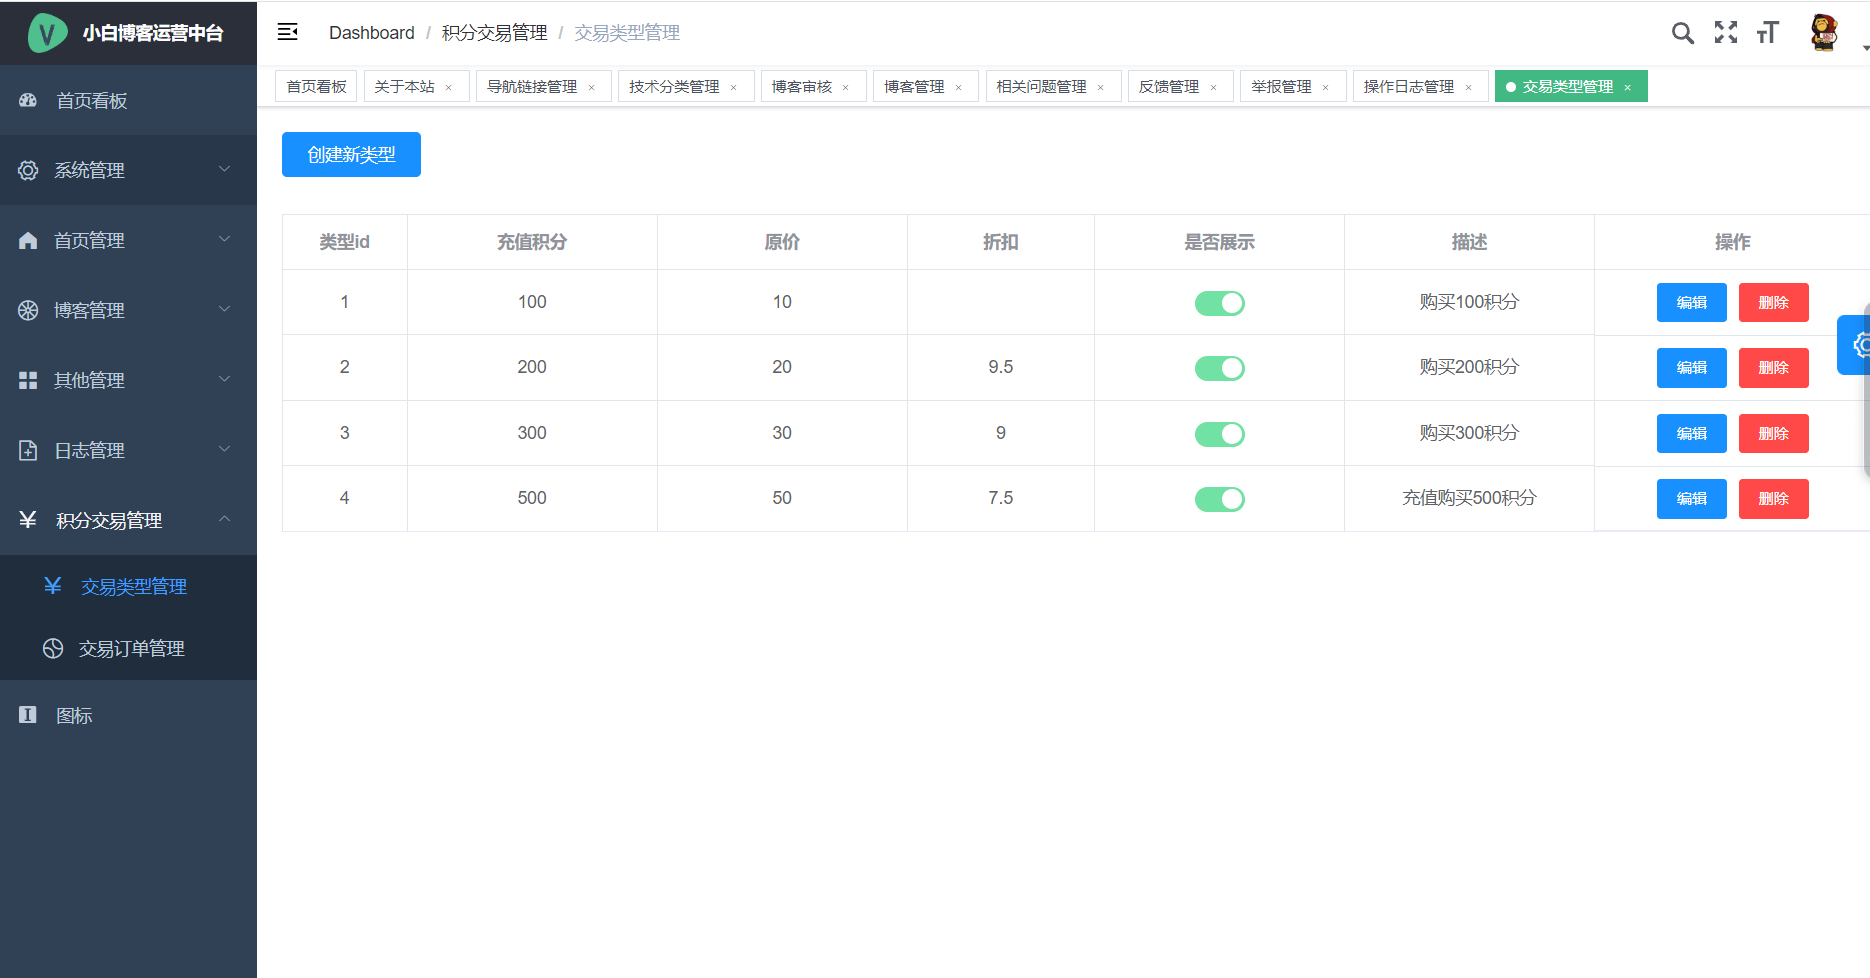 小白博客运营中台
首页看板
系统管理
首页管理
博客管理
其他管理
日志管理
积分交易管理
交易类型管理
交易订单管理
图标
Dashboard / 积分交易管理 / 交易类型管理
首页看板 关于本站 × 导航链接管理 × 技术分类管理 × 博客审核 × 博客管理 × 相关问题管理 × 反馈管理 × 举报管理 × 操作日志管理 × 交易类型管理 ×
创建新类型
类型id 充值积分 原价 折扣 是否展示 描述 操作
1 100 10 购买100积分 编辑 删除
2 200 20 9.5 购买200积分 编辑 删除
3 300 30 9 购买300积分 编辑 删除
4 500 50 7.5 充值购买500积分 编辑 删除